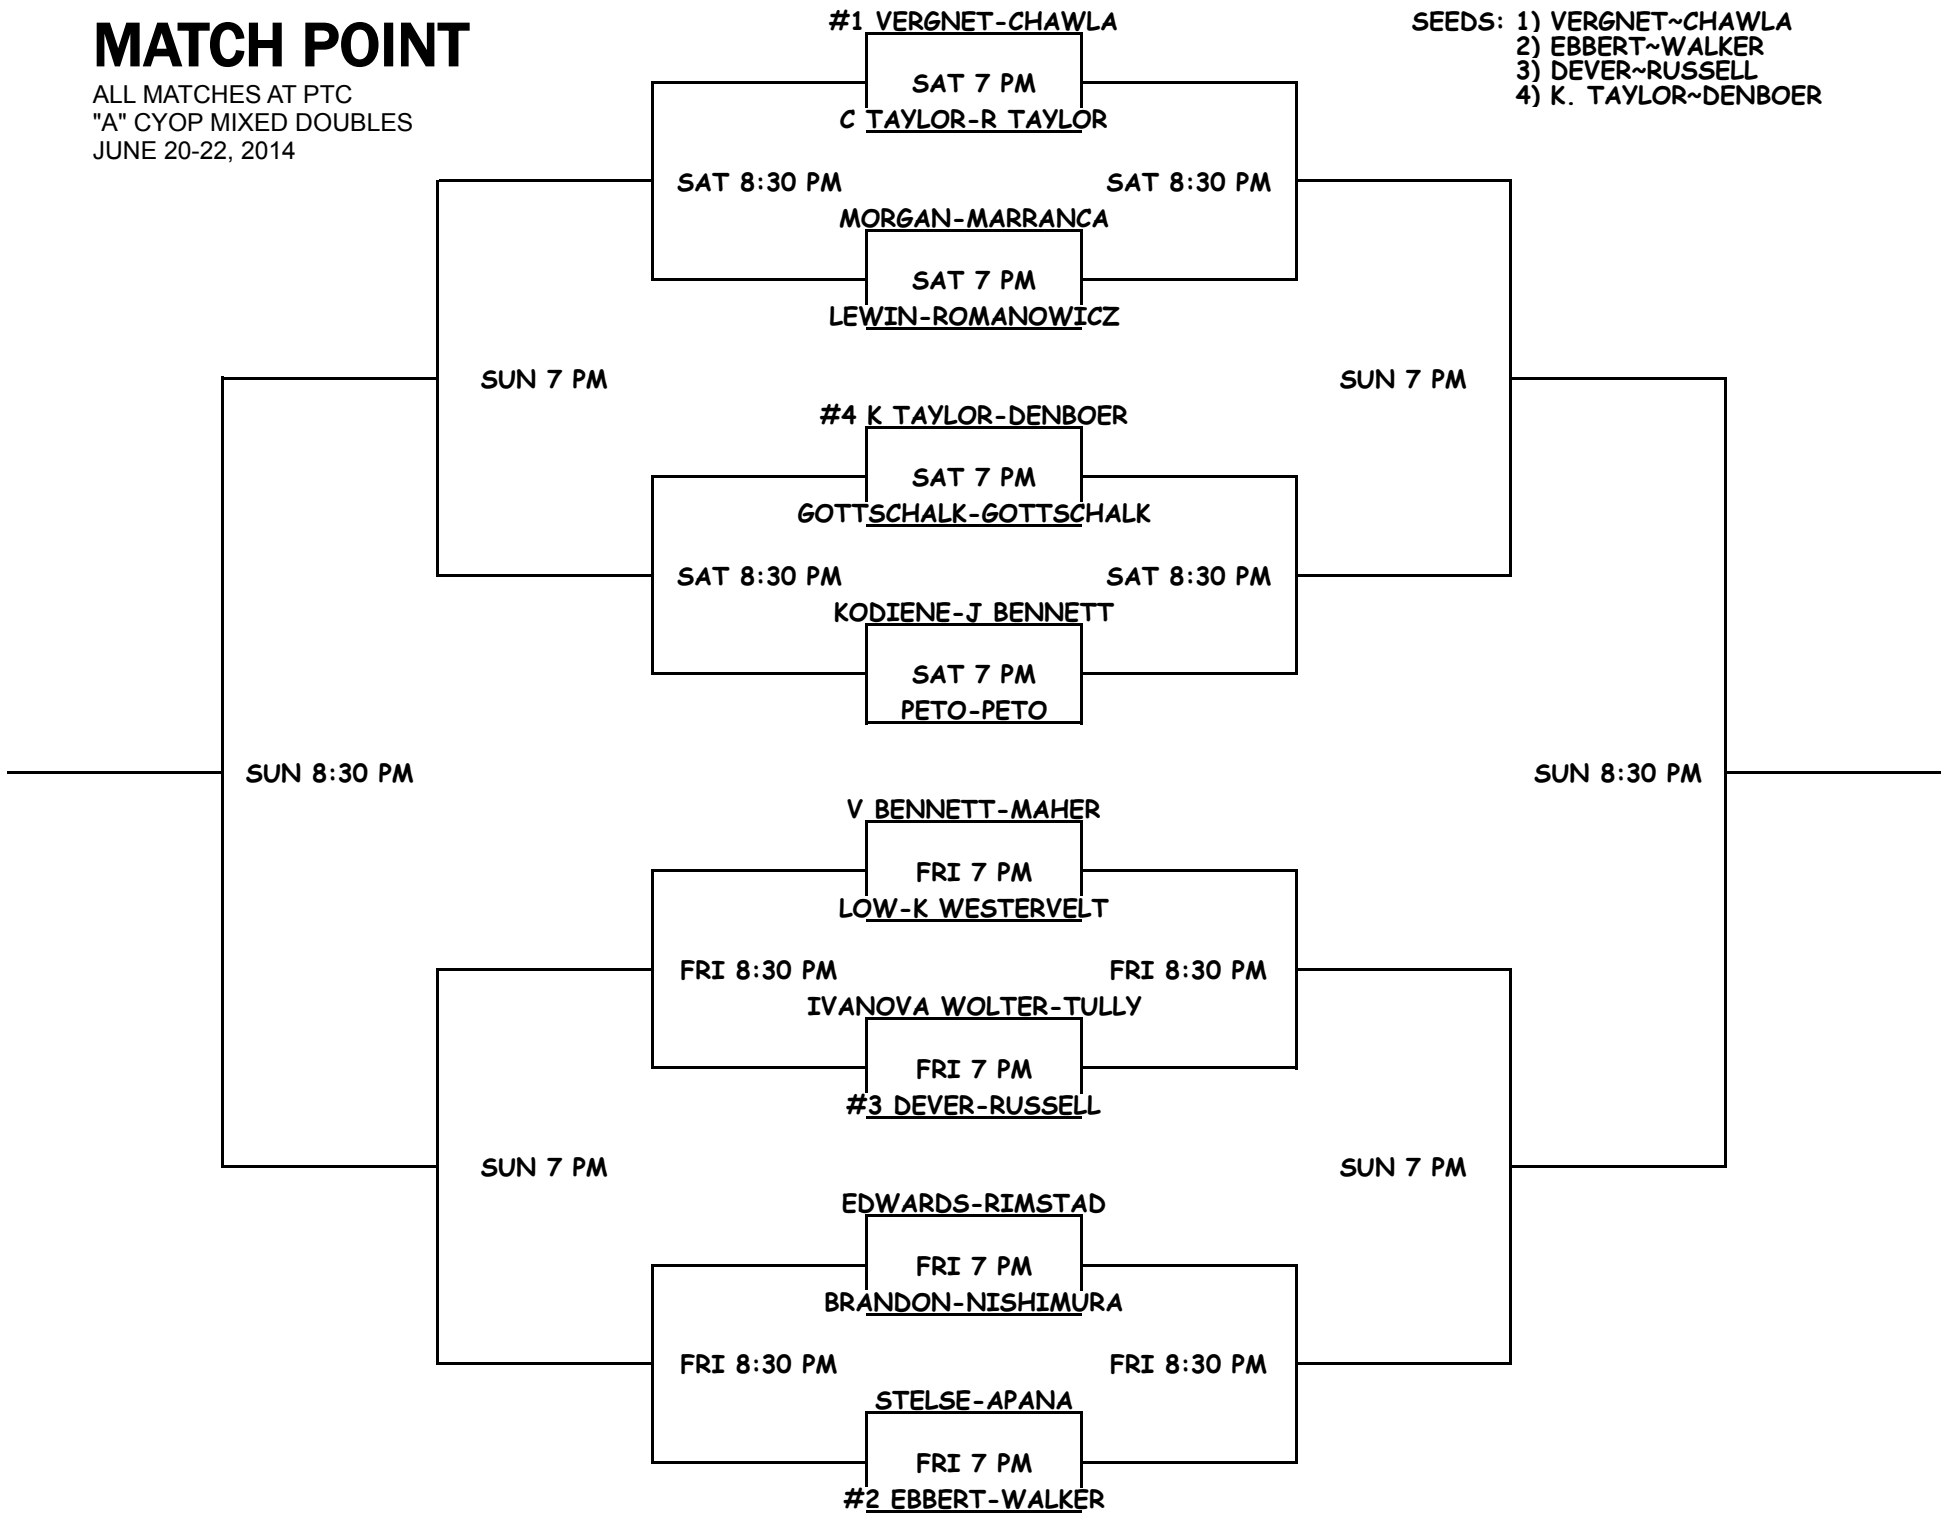 MATCH POINT
ALL MATCHES AT PTC
"A" CYOP MIXED DOUBLES
JUNE 20-22, 2014
SEEDS: 1) VERGNET~CHAWLA
2) EBBERT~WALKER
3) DEVER~RUSSELL
4) K. TAYLOR~DENBOER
#1 VERGNET-CHAWLA
SAT 7 PM
C TAYLOR-R TAYLOR
SAT 8:30 PM SAT 8:30 PM
MORGAN-MARRANCA
SAT 7 PM
LEWIN-ROMANOWICZ
SUN 7 PM SUN 7 PM
#4 K TAYLOR-DENBOER
SAT 7 PM
GOTTSCHALK-GOTTSCHALK
SAT 8:30 PM SAT 8:30 PM
KODIENE-J BENNETT
SAT 7 PM
PETO-PETO
SUN 8:30 PM SUN 8:30 PM
V BENNETT-MAHER
FRI 7 PM
LOW-K WESTERVELT
FRI 8:30 PM FRI 8:30 PM
IVANOVA WOLTER-TULLY
FRI 7 PM
#3 DEVER-RUSSELL
SUN 7 PM SUN 7 PM
EDWARDS-RIMSTAD
FRI 7 PM
BRANDON-NISHIMURA
FRI 8:30 PM FRI 8:30 PM
STELSE-APANA
FRI 7 PM
#2 EBBERT-WALKER